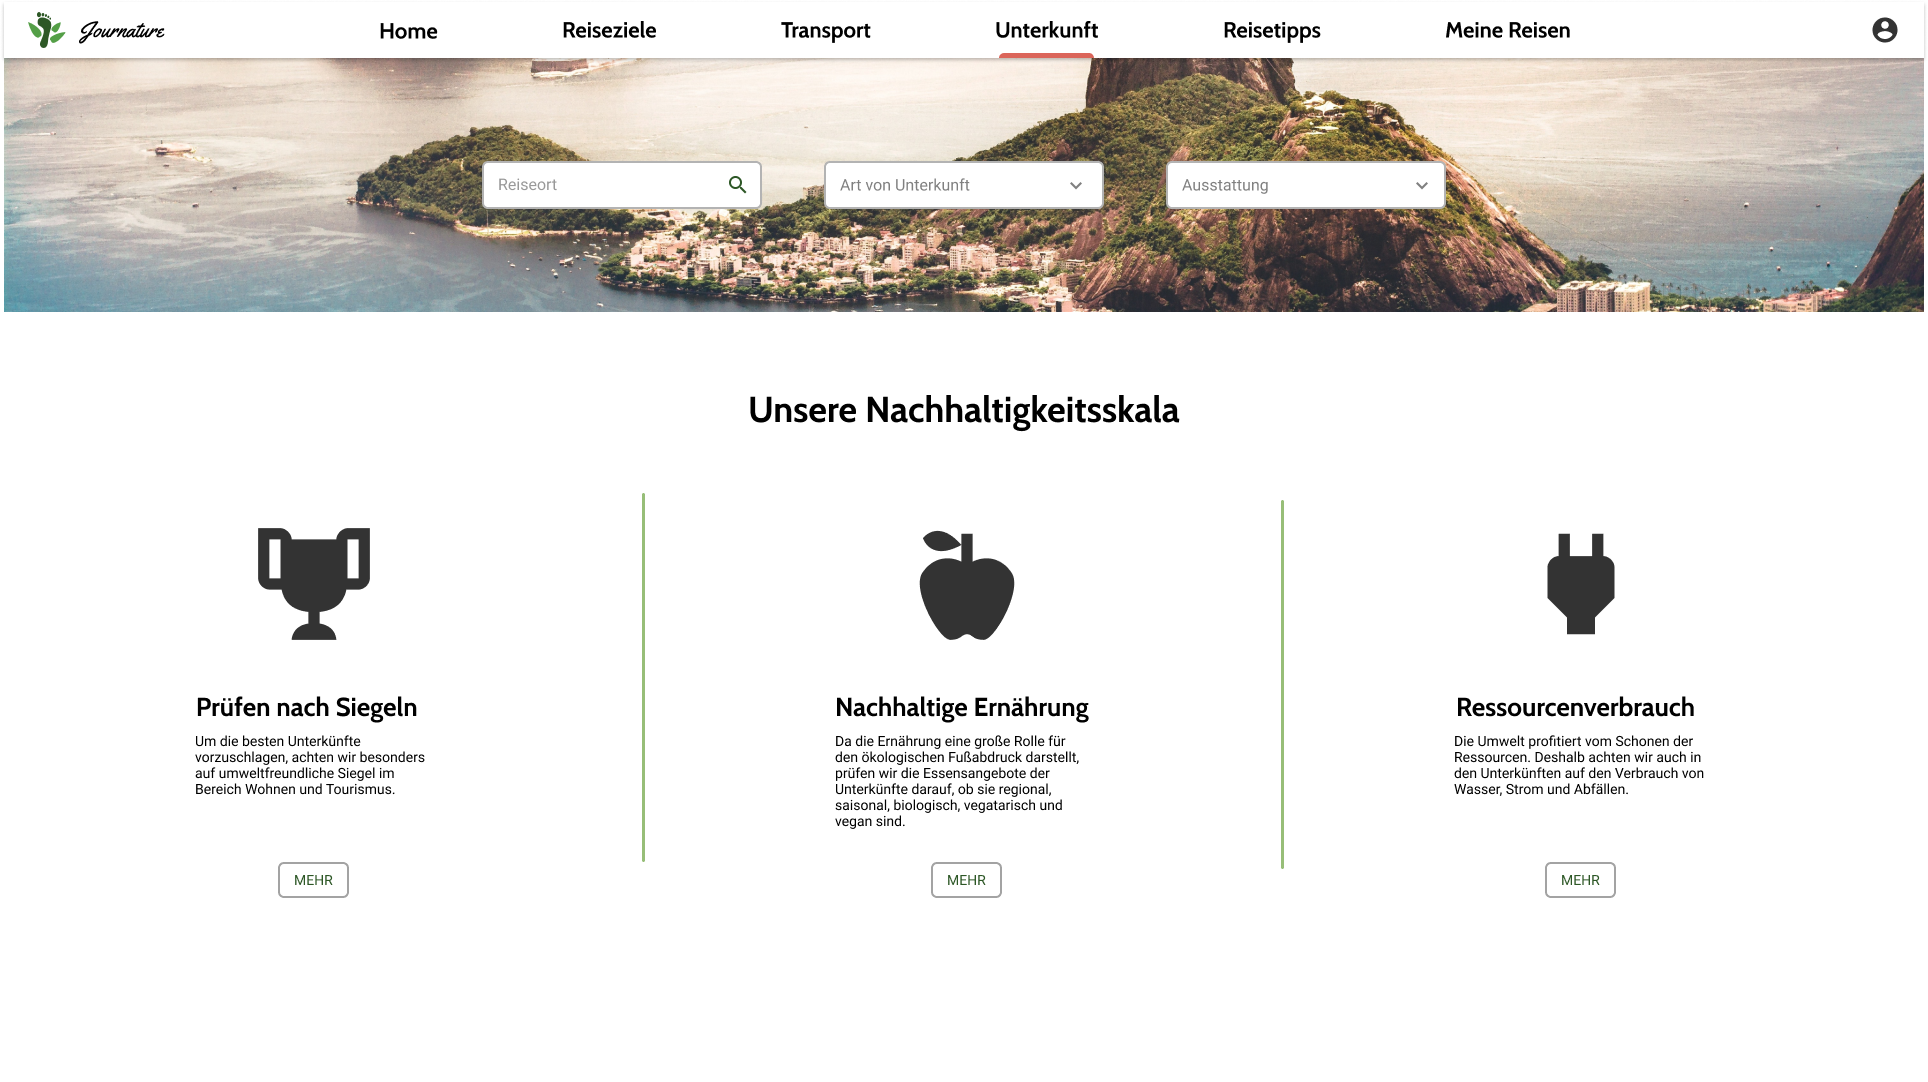 Journature
Home
Reiseziele
Transport
Unterkunft
Reisetipps
Meine Reisen
Reiseort
Art von Unterkunft
Ausstattung
Unsere Nachhaltigkeitsskala
Prüfen nach Siegeln
Um die besten Unterkünfte
vorzuschlagen, achten wir besonders
auf umweltfreundliche Siegel im
Bereich Wohnen und Tourismus.
MEHR
Nachhaltige Ernährung
Da die Ernährung eine große Rolle für
den ökologischen Fußabdruck darstellt,
prüfen wir die Essensangebote der
Unterkünfte darauf, ob sie regional,
saisonal, biologisch, vegatarisch und
vegan sind.
MEHR
Ressourcenverbrauch
Die Umwelt profitiert vom Schonen der
Ressourcen. Deshalb achten wir auch in
den Unterkünften auf den Verbrauch von
Wasser, Strom und Abfällen.
MEHR